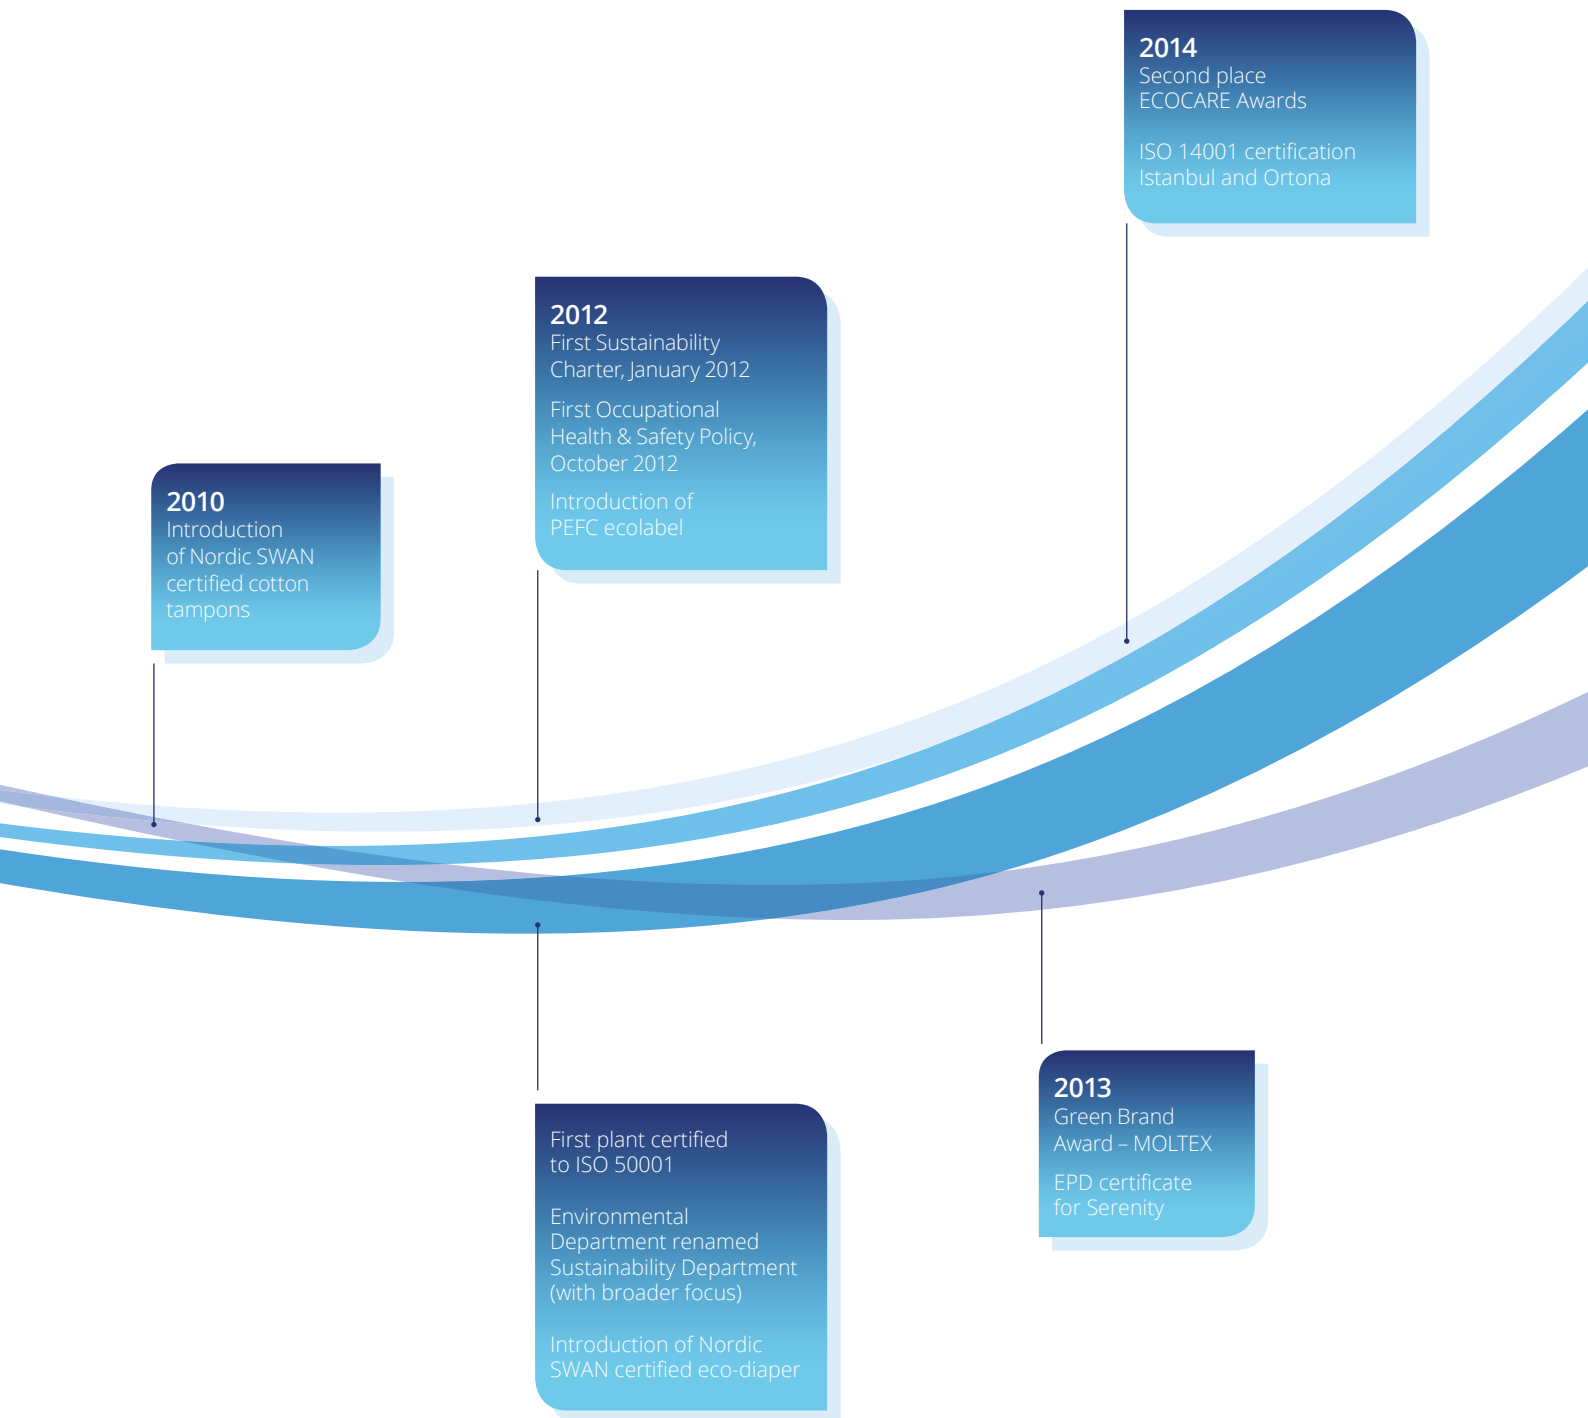 2010
Introduction
of Nordic SWAN
certified cotton
tampons
2012
First Sustainability
Charter, January 2012
First Occupational
Health & Safety Policy,
October 2012
Introduction of
PEFC ecolabel
First plant certified
to ISO 50001
Environmental
Department renamed
Sustainability Department
(with broader focus)
Introduction of Nordic
SWAN certified eco-diaper
2013
Green Brand
Award – MOLTEX
EPD certificate
for Serenity
2014
Second place
ECOCARE Awards
ISO 14001 certification
Istanbul and Ortona